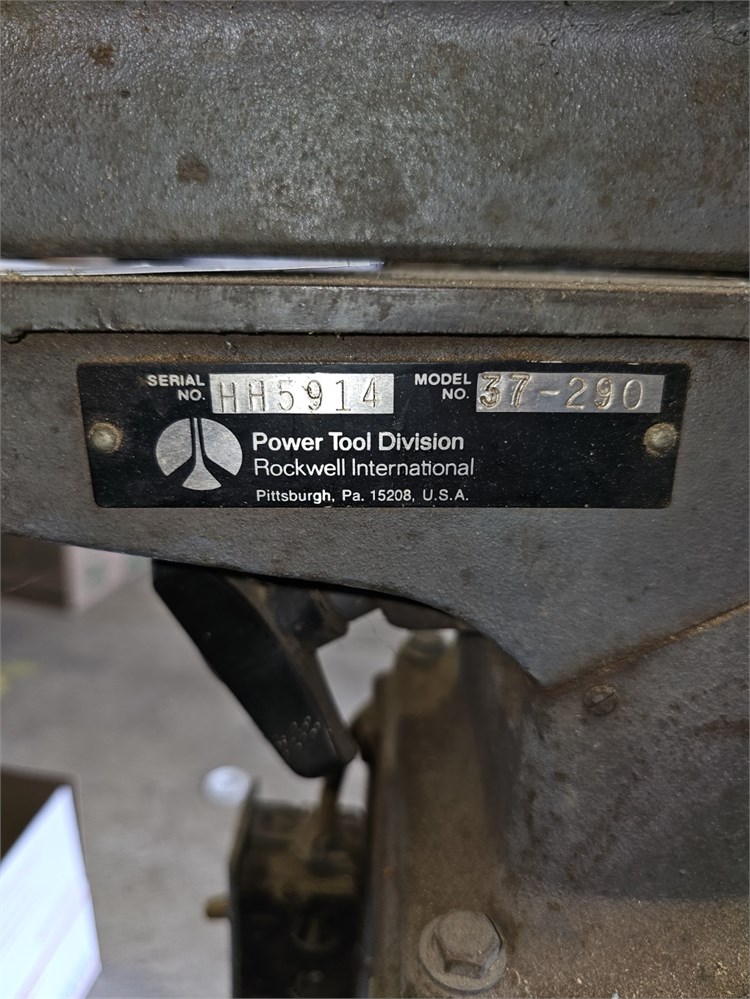 SERIAL NO. HH5914 MODEL NO. 37-290
Power Tool Division
Rockwell International
Pittsburgh, Pa. 15208, U.S.A.